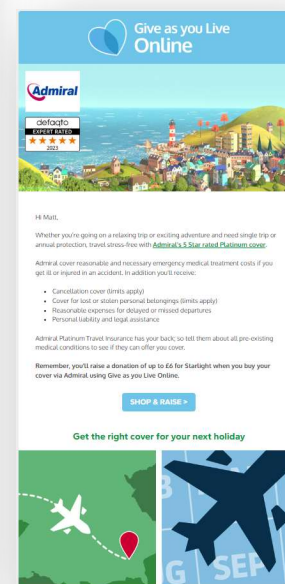 Give as you Live
Online
Admiral
defaqto
EXPERT RATED
2023
Hi Matt,
Whether you're going on a relaxing trip or exciting adventure and need single trip or
annual protection, travel stress-free with Admiral's 5 Star rated Platinum cover.
Admiral cover reasonable and necessary emergency medical treatment costs if you
get ill or injured in an accident. In addition you'll receive:
• Cancellation cover (limits apply)
• Cover for lost or stolen personal belongings (limits apply)
• Reasonable expenses for delayed or missed departures
• Personal liability and legal assistance
Admiral Platinum Travel Insurance has your back; so tell them about all pre-existing
medical conditions to see if they can offer you cover.
Remember, you'll raise a donation of up to £6 for Starlight when you buy your
cover via Admiral using Give as you Live Online.
SHOP & RAISE >
Get the right cover for your next holiday
G SEP